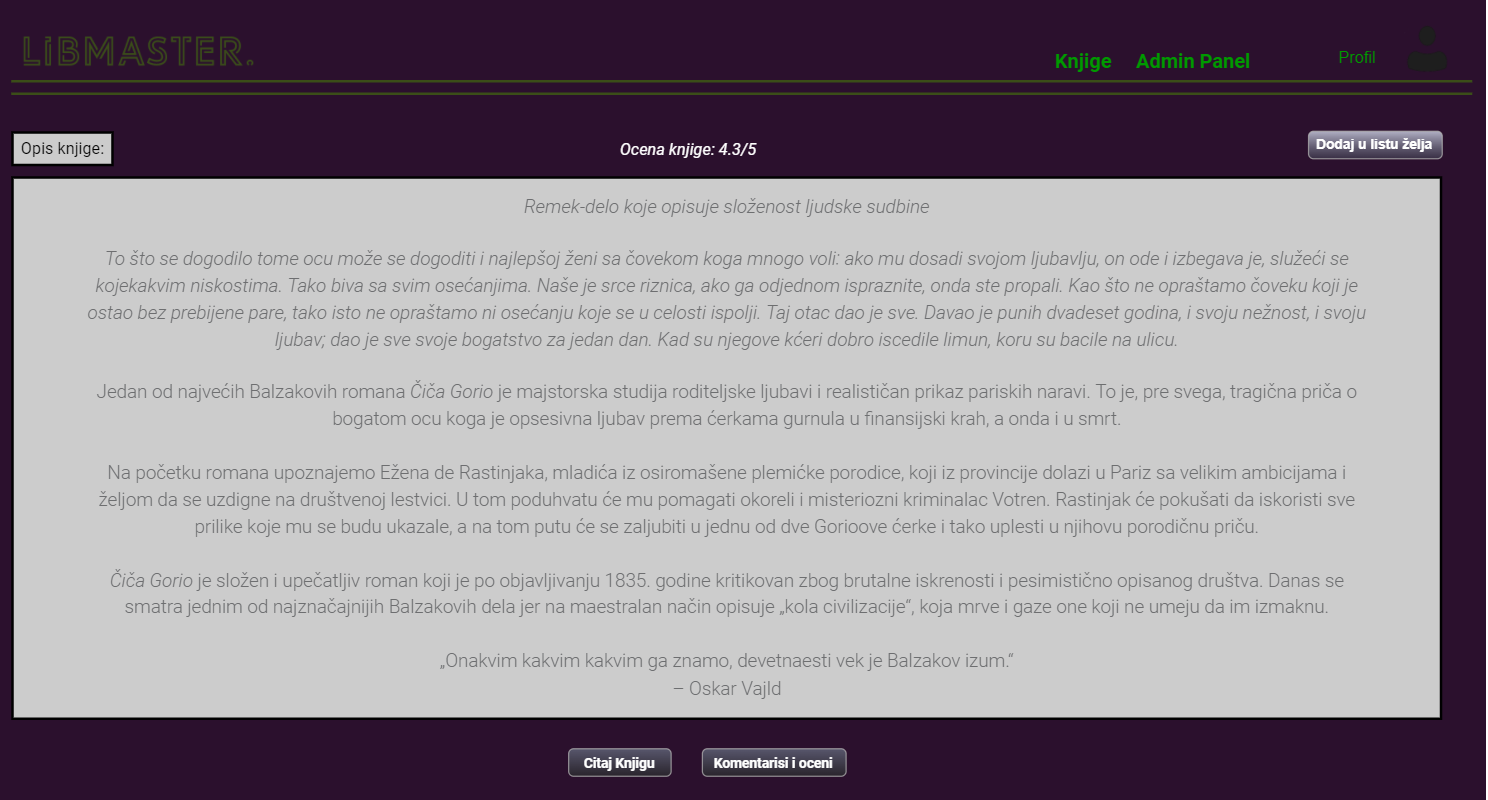 LiBMASTER.
Knjige Admin Panel Profil
Opis knjige:
Ocena knjige: 4.3/5
Dodaj u listu želja
Remek-delo koje opisuje složenost ljudske sudbine
To što se dogodilo tome ocu može se dogoditi i najlepšoj ženi sa čovekom koga mnogo voli: ako mu dosadi svojom ljubavlju, on ode i izbegava je, služeći se
kojekakvim niskostima. Tako biva sa svim osećanjima. Naše je srce riznica, ako ga odjednom ispraznite, onda ste propali. Kao što ne opraštamo čoveku koji je
ostao bez prebijene pare, tako isto ne opraštamo ni osećanju koje se u celosti ispolji. Taj otac dao je sve. Davao je punih dvadeset godina, i svoju nežnost, i svoju
ljubav; dao je sve svoje bogatstvo za jedan dan. Kad su njegove kćeri dobro iscedile limun, koru su bacile na ulicu.
Jedan od najvećih Balzakovih romana Čiča Gorio je majstorska studija roditeljske ljubavi i realističan prikaz pariskih naravi. To je, pre svega, tragična priča o
bogatom ocu koga je opsesivna ljubav prema ćerkama gurnula u finansijski krah, a onda i u smrt.
Na početku romana upoznajemo Ežena de Rastinjaka, mladića iz osiromašene plemićke porodice, koji iz provincije dolazi u Pariz sa velikim ambicijama i
željom da se uzdigne na društvenoj lestvici. U tom poduhvatu će mu pomagati okoreli i misteriozni kriminalac Votren. Rastinjak će pokušati da iskoristi sve
prilike koje mu se budu ukazale, a na tom putu će se zaljubiti u jednu od dve Gorioove ćerke i tako uplesti u njihovu porodičnu priču.
Čiča Gorio je složen i upečatljiv roman koji je po objavljivanju 1835. godine kritikovan zbog brutalne iskrenosti i pesimistično opisanog društva. Danas se
smatra jednim od najznačajnijih Balzakovih dela jer na maestralan način opisuje „kola civilizacije“, koja mrve i gaze one koji ne umeju da im izmaknu.
„Onakvim kakvim kakvim ga znamo, devetnaesti vek je Balzakov izum.“
– Oskar Vajld
Citaj Knjigu
Komentarisi i oceni